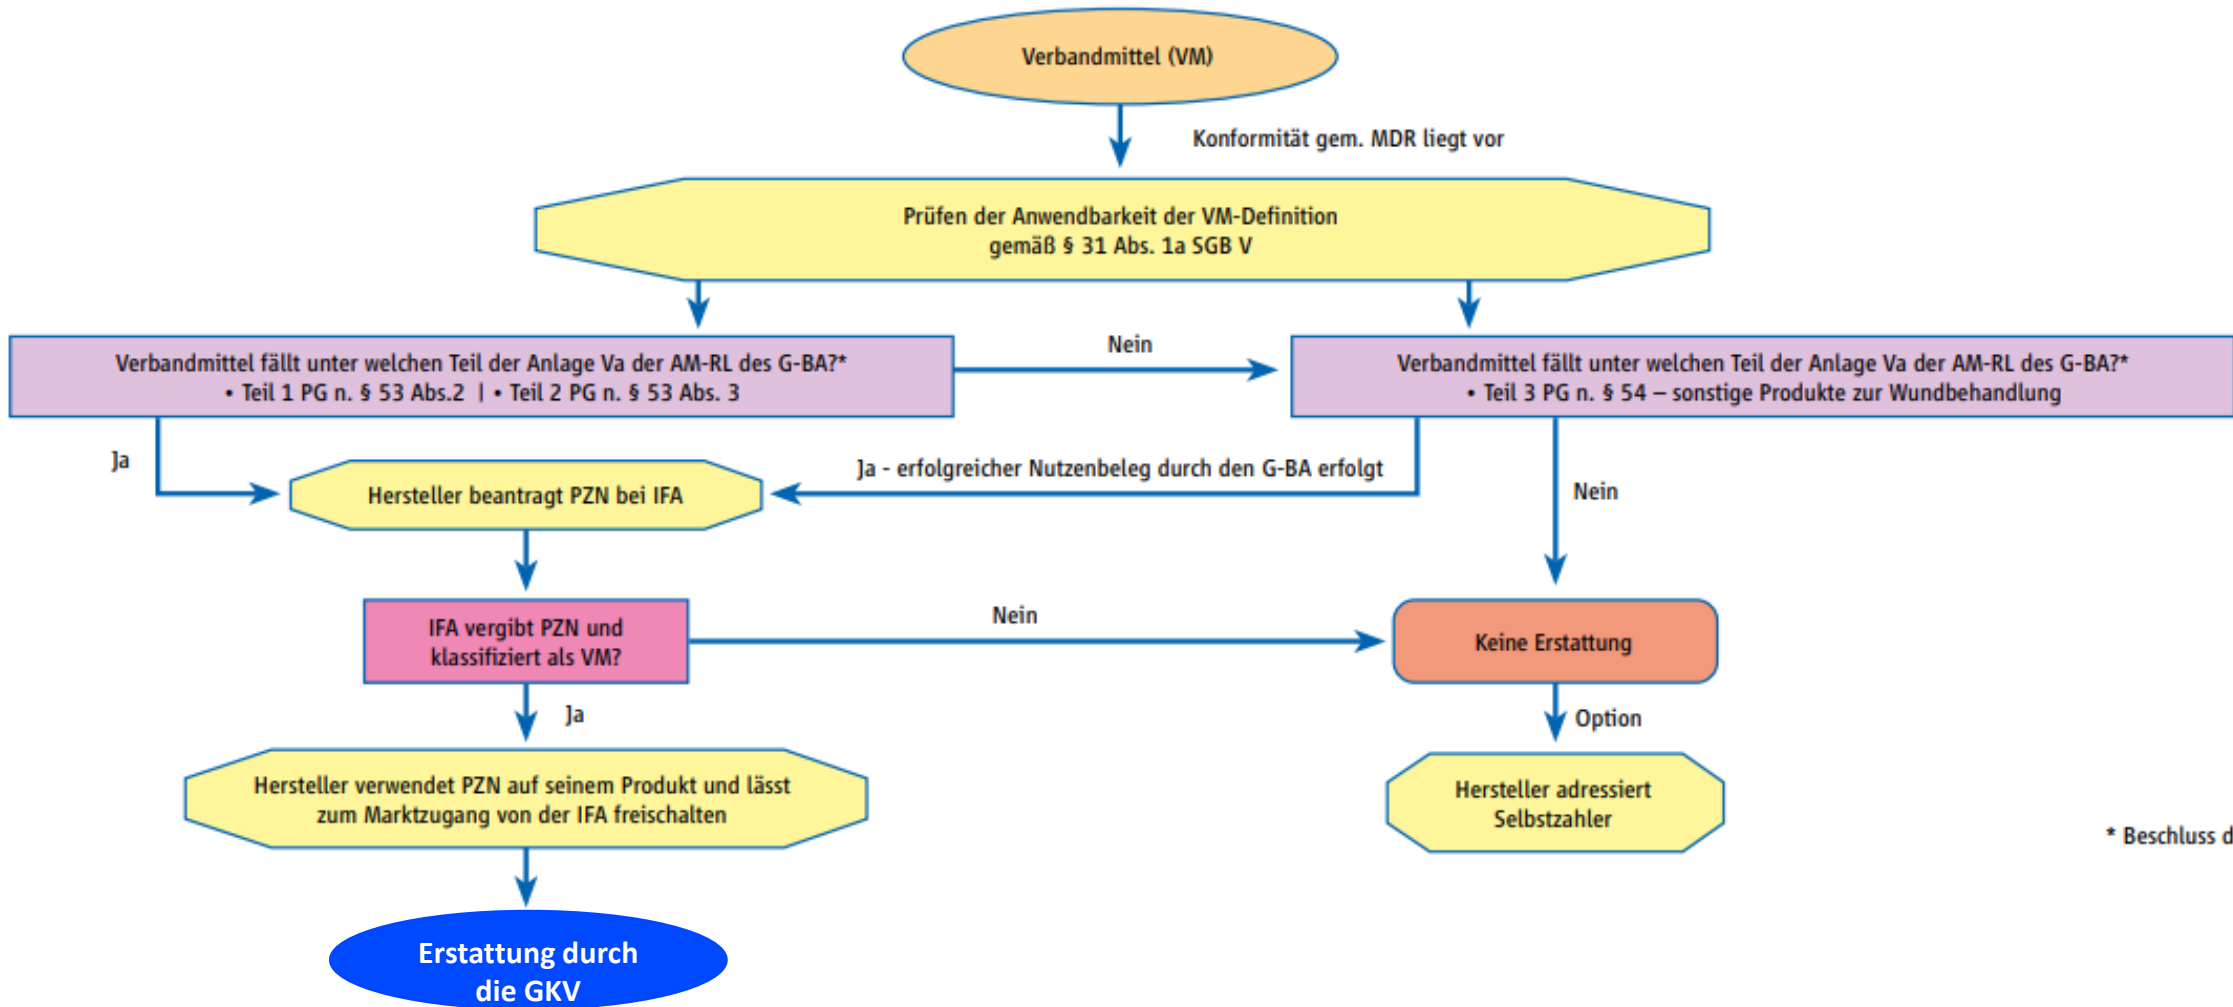 Verbandmittel (VM)
Konformität gem. MDR liegt vor
Prüfen der Anwendbarkeit der VM-Definition
gemäß § 31 Abs. 1a SGB V
Verbandmittel fällt unter welchen Teil der Anlage Va der AM-RL des G-BA?*
• Teil 1 PG n. § 53 Abs.2 | • Teil 2 PG n. § 53 Abs. 3
Nein
Verbandmittel fällt unter welchen Teil der Anlage Va der AM-RL des G-BA?*
• Teil 3 PG n. § 54 – sonstige Produkte zur Wundbehandlung
Ja
Ja - erfolgreicher Nutzenbeleg durch den G-BA erfolgt
Nein
Hersteller beantragt PZN bei IFA
IFA vergibt PZN und
klassifiziert als VM?
Nein
Keine Erstattung
Ja
Option
Hersteller verwendet PZN auf seinem Produkt und lässt
zum Marktzugang von der IFA freischalten
Hersteller adressiert
Selbstzahler
* Beschluss d
Erstattung durch
die GKV